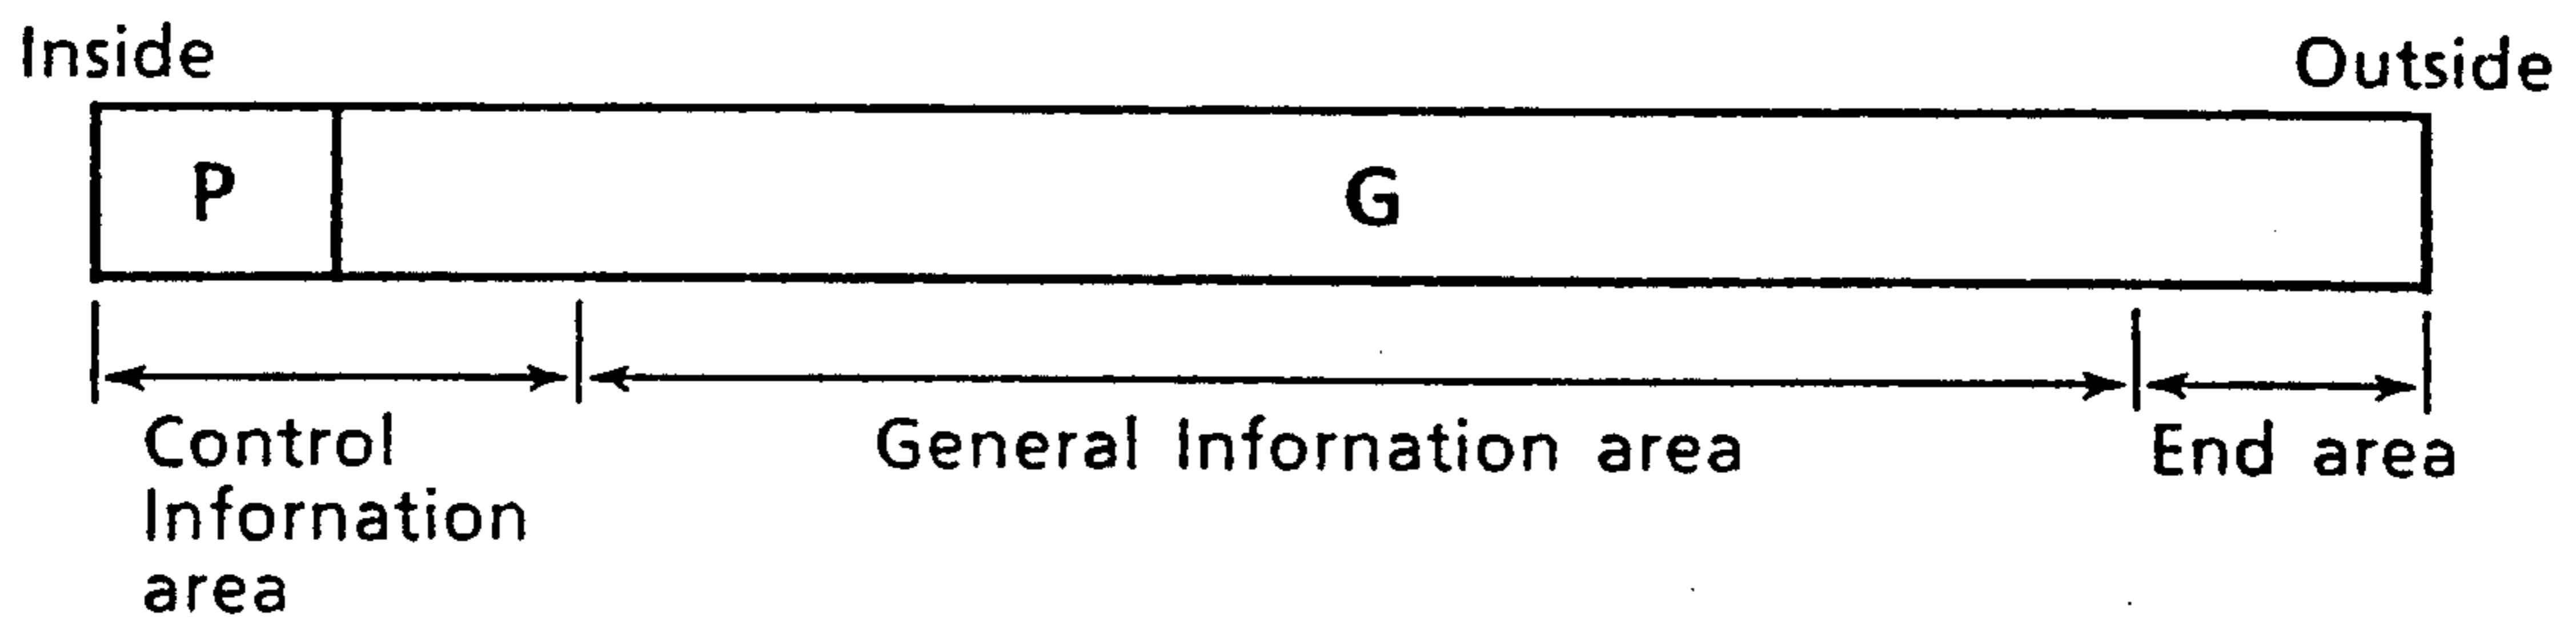 Inside
Outside
P
G
Control
Infornation
area
General Infornation area
End area